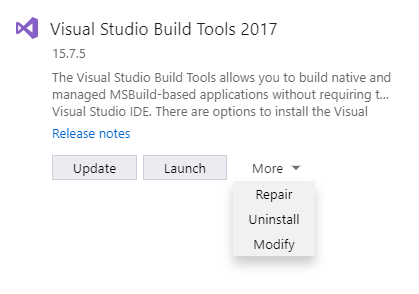 Visual Studio Build Tools 2017
15.7.5
The Visual Studio Build Tools allows you to build native and
managed MSBuild-based applications without requiring t...
Visual Studio IDE. There are options to install the Visual
Release notes
Update Launch More
Repair
Uninstall
Modify